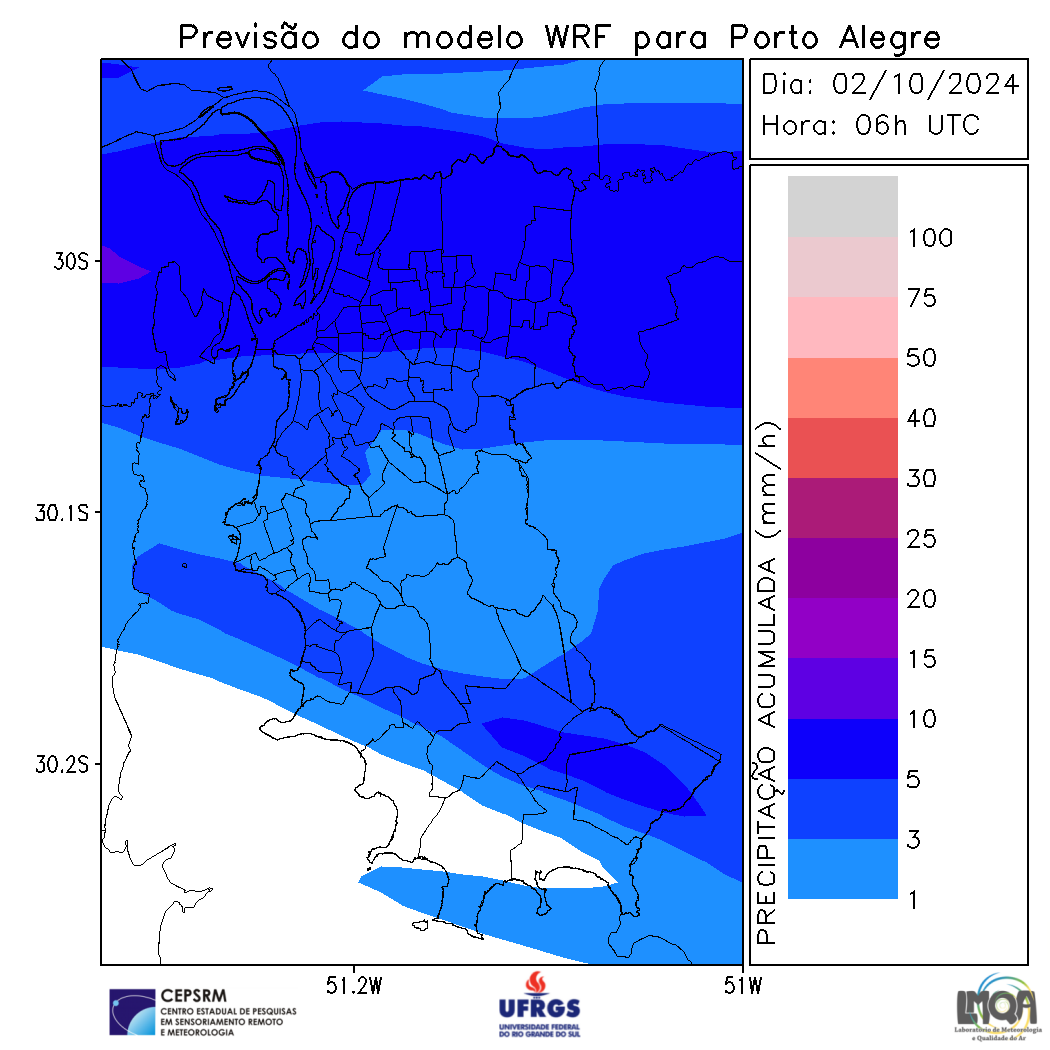 Previsão do modelo WRF para Porto Alegre
Dia: 02/10/2024
Hora: 06h UTC
30S
30.1S
30.2S
51.2W
51W
PRECIPITAÇÃO ACUMULADA (mm/h)
100
75
50
40
30
25
20
15
10
5
3
1
CEPSRM
CENTRO ESTADUAL DE PESQUISAS
EM SENSORIAMENTO REMOTO
E METEOROLOGIA
UFRGS
UNIVERSIDADE FEDERAL
DO RIO GRANDE DO SUL
LMQA
Laboratório de Meteorologia
e Qualidade do Ar